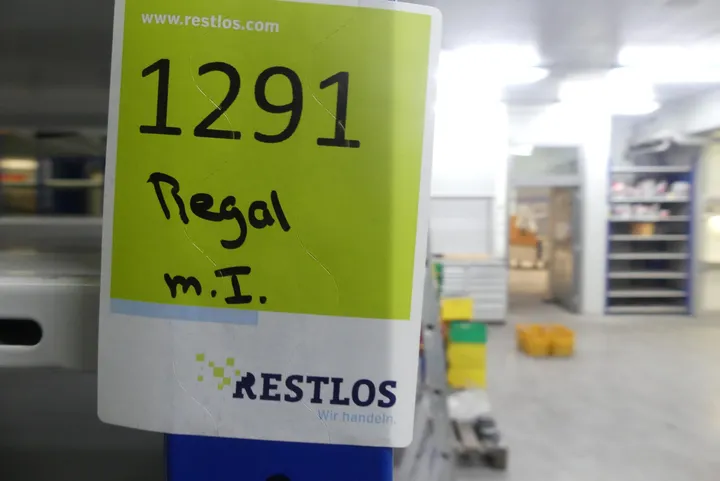 www.restlos.com
1291
Regal
m.I.
RESTLOS
Wir handeln.